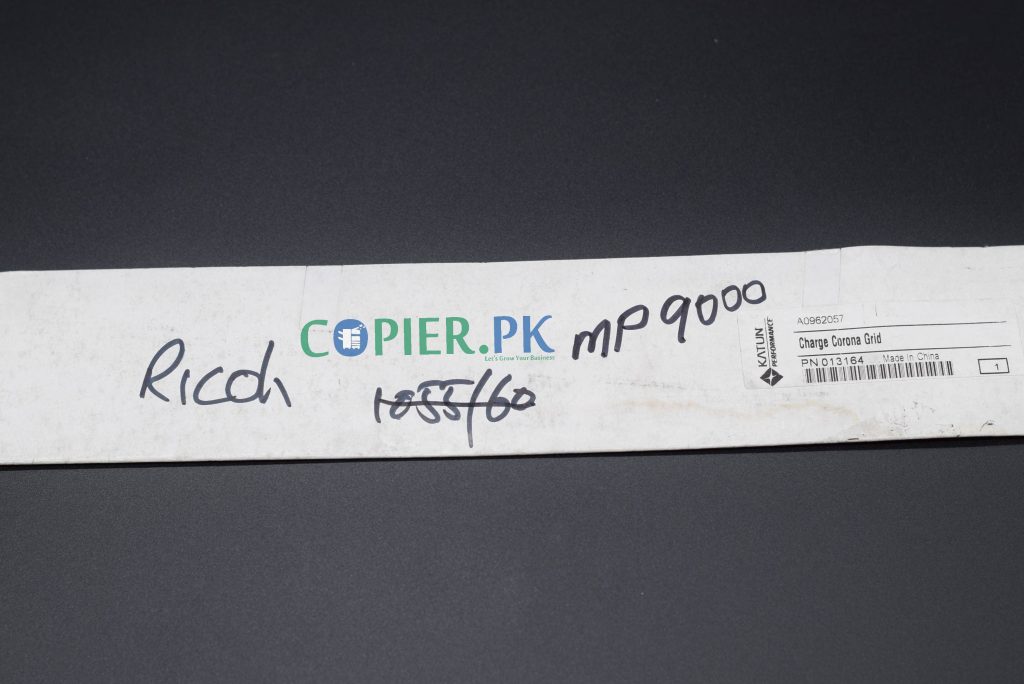 Ricoh
COPIER.PK
Let's Grow Your Business
1055/60
MP 9000
KATUN
PERFORMANCE
A0962057
Charge Corona Grid
PN 013164 Made in China
1